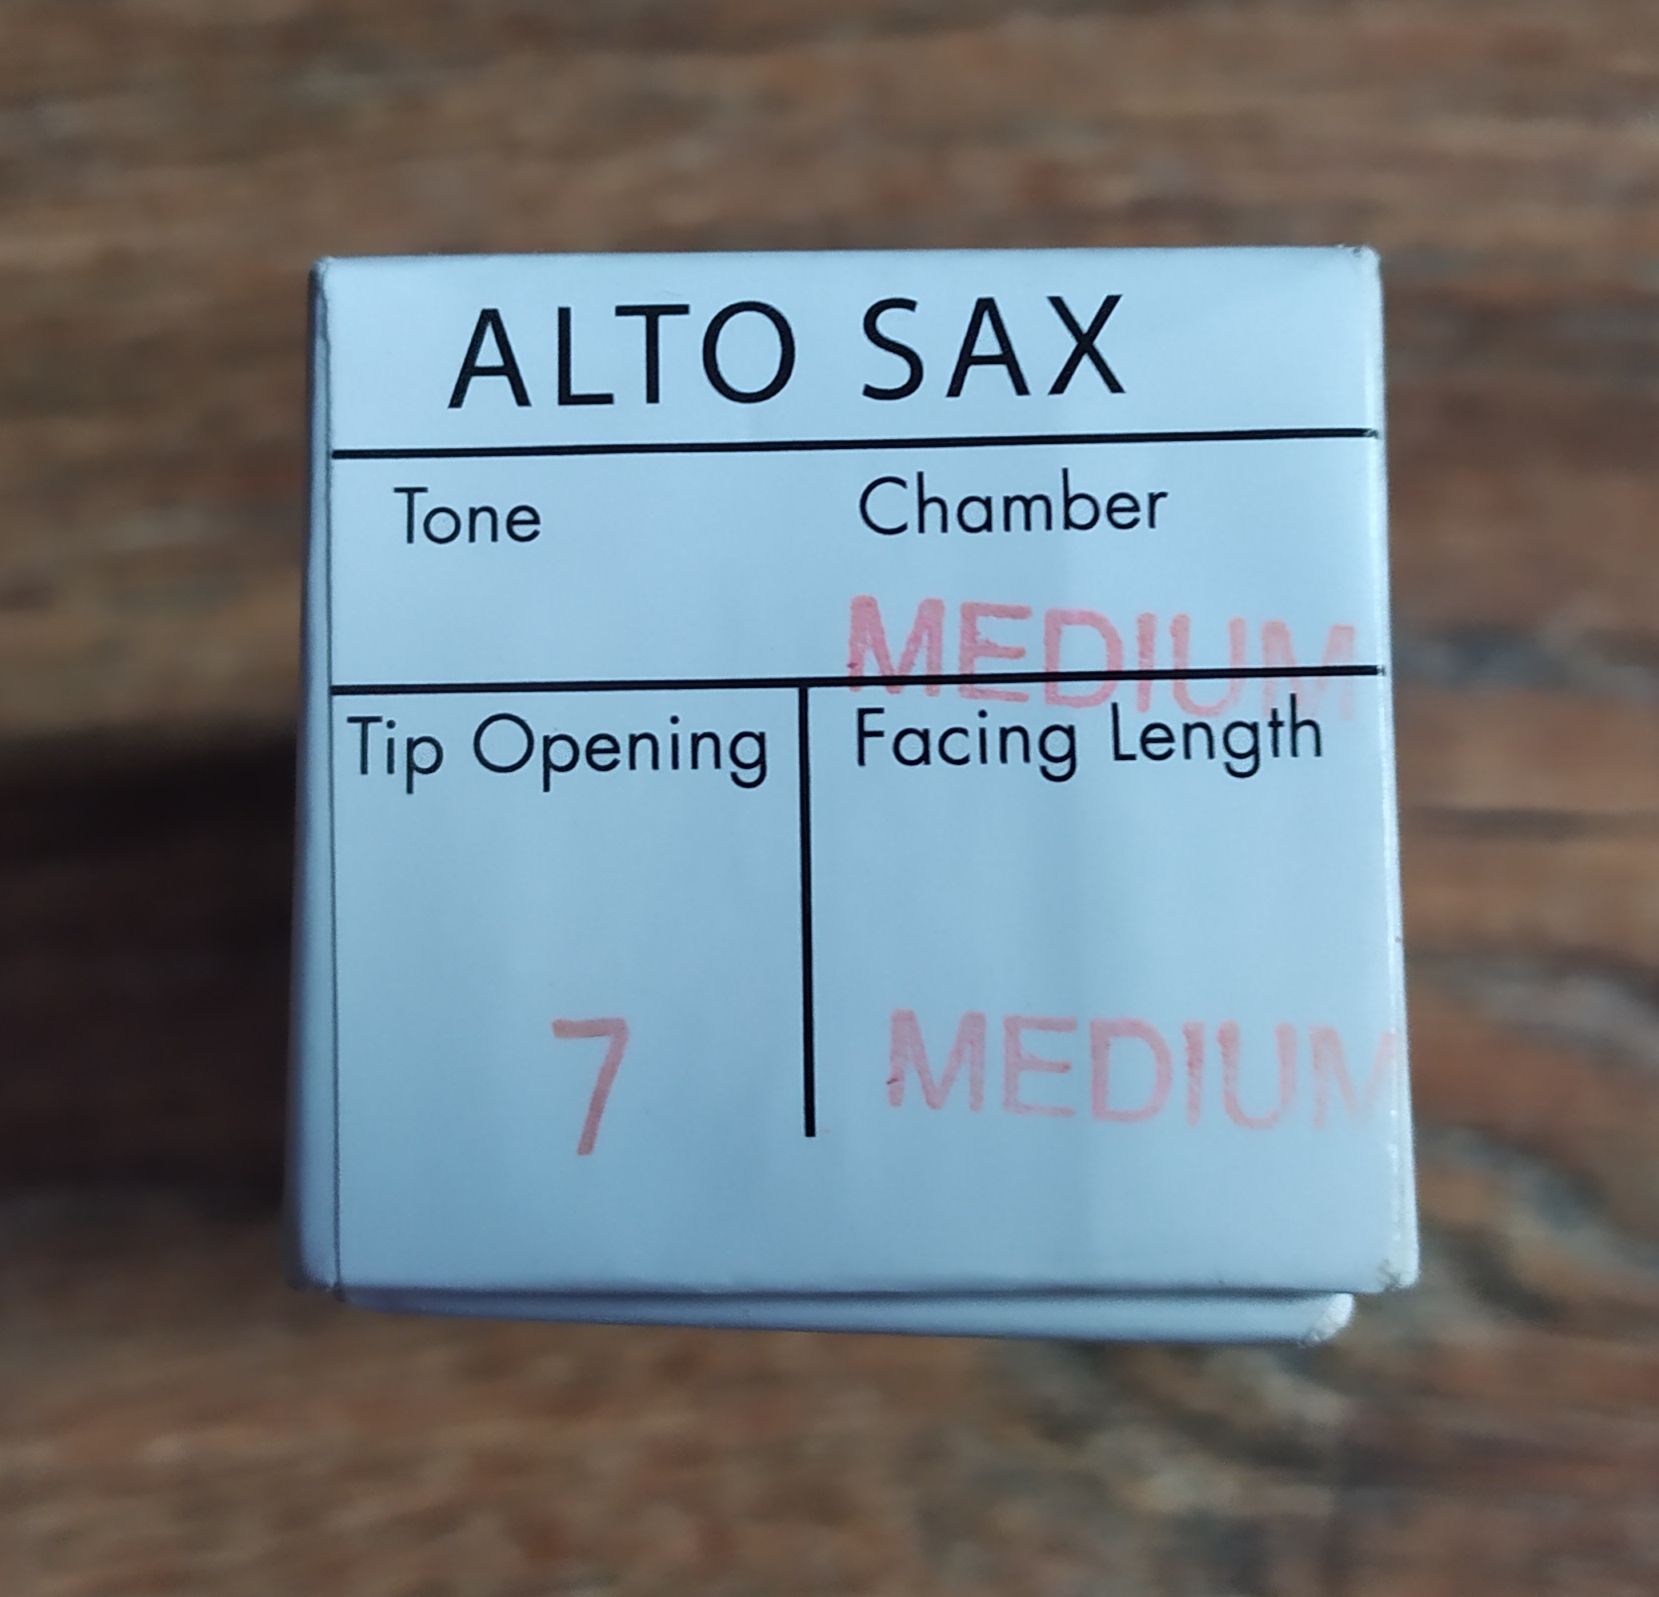 ALTO SAX
Tone Chamber
MEDIUM
Tip Opening Facing Length
7 MEDIUM